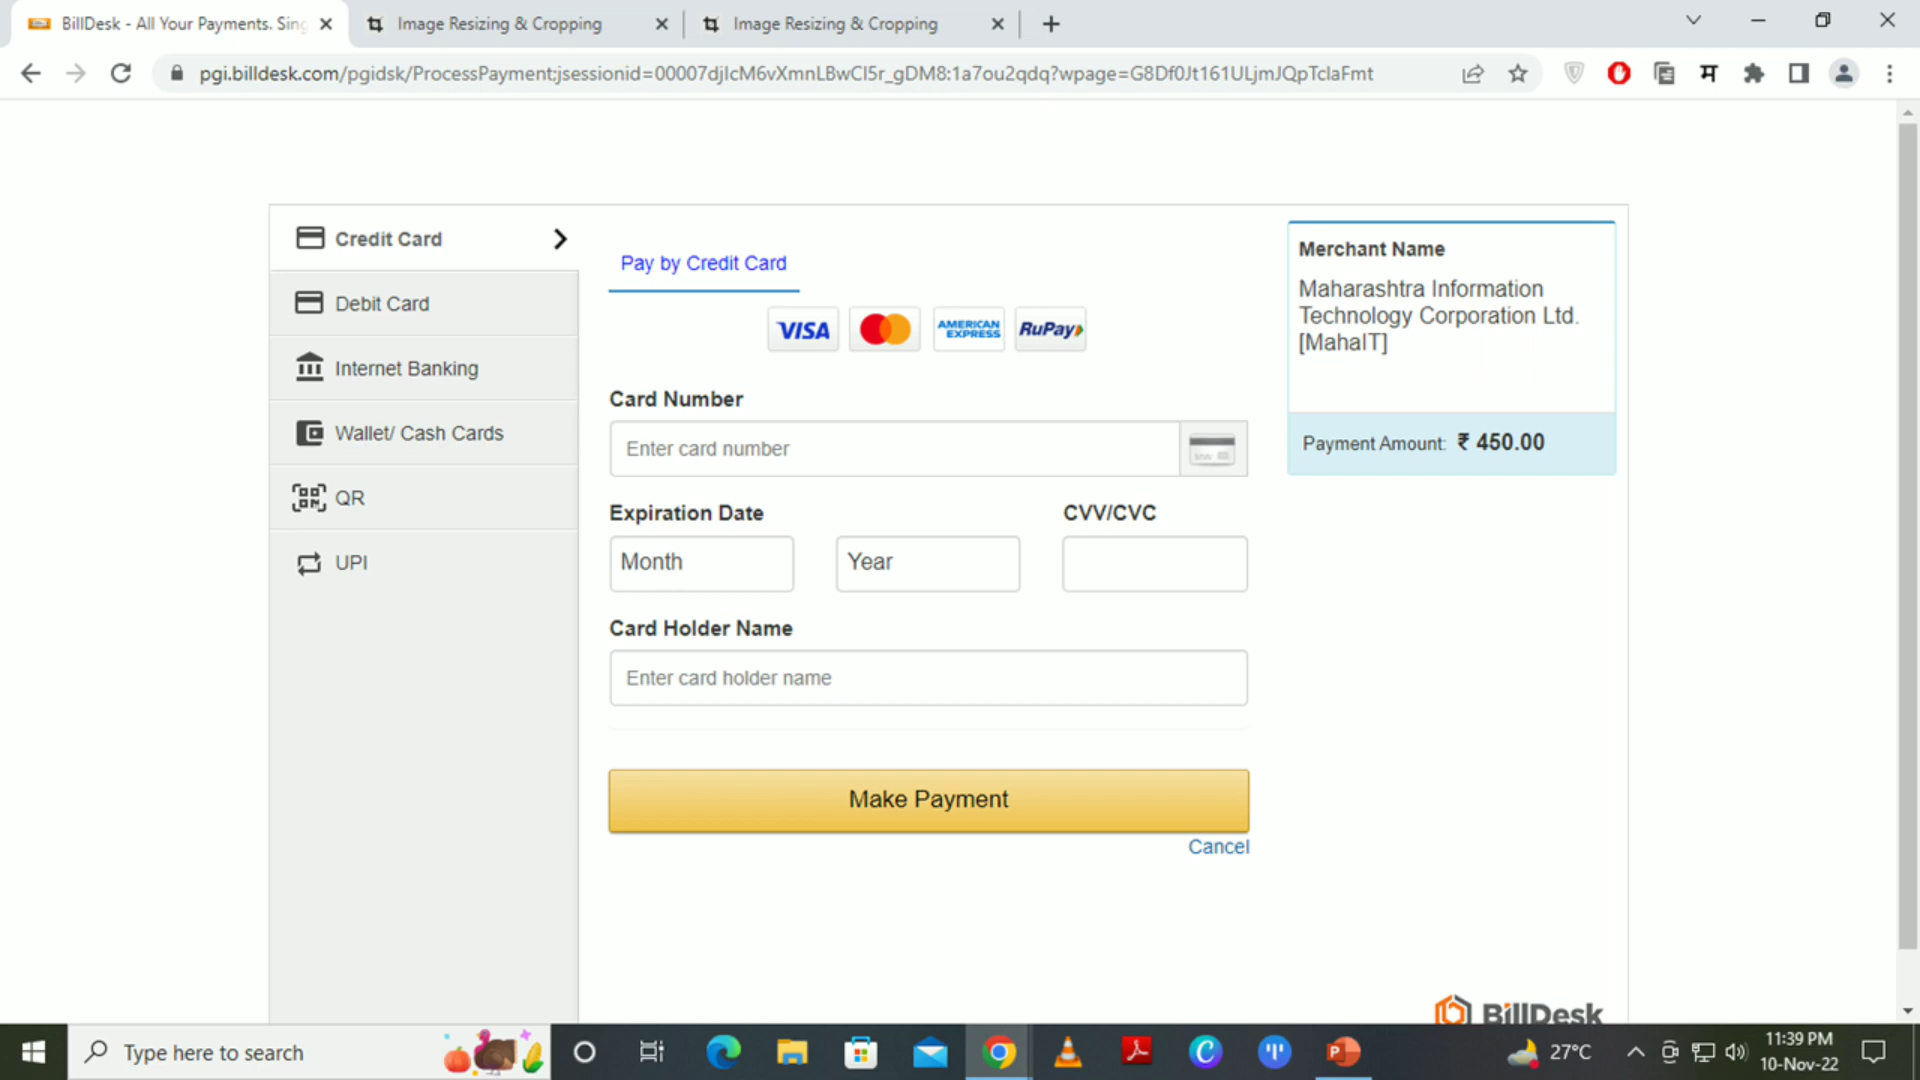 BillDesk - All Your Payments. Sing
Image Resizing & Cropping
Image Resizing & Cropping
pgi.billdesk.com/pgidsk/ProcessPayment;jsessionid=00007djIcM6vXmnLBwCl5r_gDM8:1a7ou2qdq?wpage=G8Df0Jt161ULjmJQpTclaFmt
म
Credit Card
Debit Card
Internet Banking
Wallet/ Cash Cards
QR
UPI
Pay by Credit Card
VISA
AMERICAN
EXPRESS
RuPay
Card Number
Enter card number
Expiration Date
CVV/CVC
Month
Year
Card Holder Name
Enter card holder name
Make Payment
Cancel
Merchant Name
Maharashtra Information
Technology Corporation Ltd.
[MahaIT]
Payment Amount: ₹ 450.00
BillDesk
Type here to search
27°C
11:39 PM
10-Nov-22